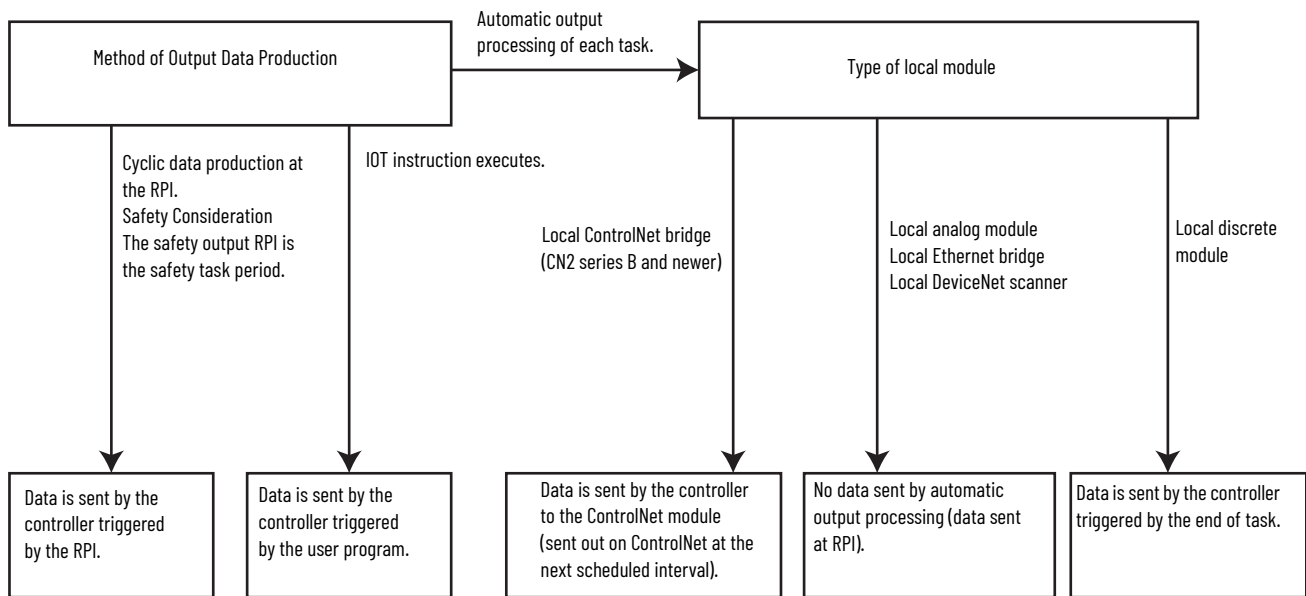 Automatic output
processing of each task.
Method of Output Data Production
Type of local module
Cyclic data production at
the RPI.
Safety Consideration
The safety output RPI is
the safety task period.
IOT instruction executes.
Local ControlNet bridge
(CN2 series B and newer)
Local analog module
Local Ethernet bridge
Local DeviceNet scanner
Local discrete
module
Data is sent by the
controller triggered
by the RPI.
Data is sent by the
controller triggered
by the user program.
Data is sent by the controller
to the ControlNet module
(sent out on ControlNet at the
next scheduled interval).
No data sent by automatic
output processing (data sent
at RPI).
Data is sent by the controller
triggered by the end of task.